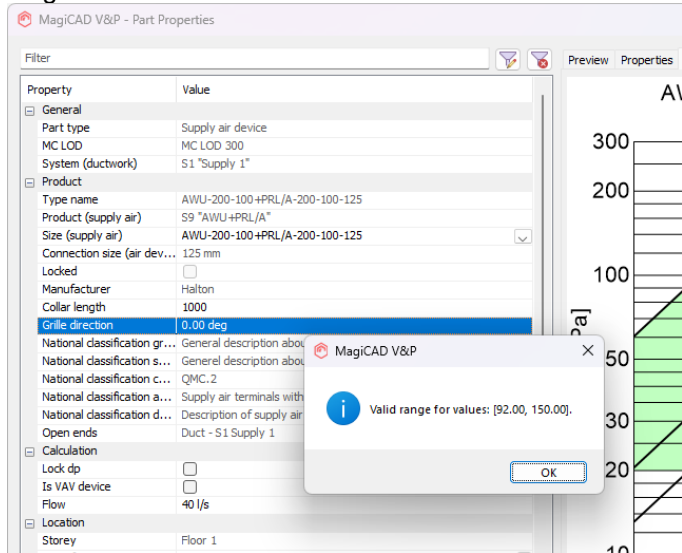 MagiCAD V&P - Part Properties
Filter
Preview Properties
Property Value
General
Part type Supply air device
MC LOD MC LOD 300
System (ductwork) S1 "Supply 1"
Product
Type name AWU-200-100+PRL/A-200-100-125
Product (supply air) S9 "AWU+PRL/A"
Size (supply air) AWU-200-100+PRL/A-200-100-125
Connection size (air dev... 125 mm
Locked
Manufacturer Halton
Collar length 1000
Grille direction 0.00 deg
National classification gr... General description abou
National classification s... Generel description abou
National classification c... QMC.2
National classification a... Supply air terminals with
National classification d... Description of supply air
Open ends Duct - S1 Supply 1
Calculation
Lock dp
Is VAV device
Flow 40 l/s
Location
Storey Floor 1
MagiCAD V&P
Valid range for values: [92.00, 150.00].
OK
300
200
100
50
30
20
10